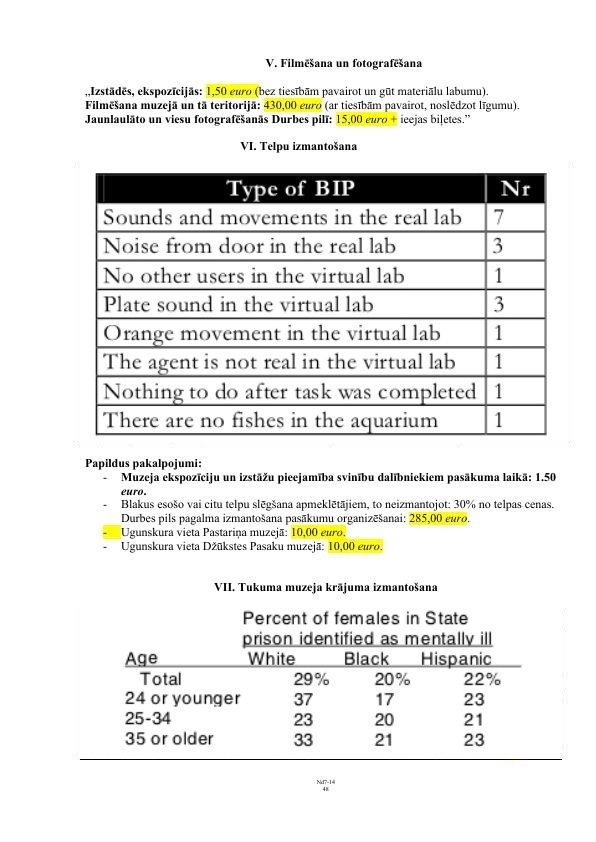 V. Filmēšana un fotografēšana
„Izstādēs, ekspozīcijās: 1,50 euro (bez tiesībām pavairot un gūt materiālu labumu).
Filmēšana muzejā un tā teritorijā: 430,00 euro (ar tiesībām pavairot, noslēdzot līgumu).
Jaunlaulāto un viesu fotografēšanās Durbes pilī: 15,00 euro + ieejas biļetes.”
VI. Telpu izmantošana
Type of BIP Nr
Sounds and movements in the real lab 7
Noise from door in the real lab 3
No other users in the virtual lab 1
Plate sound in the virtual lab 3
Orange movement in the virtual lab 1
The agent is not real in the virtual lab 1
Nothing to do after task was completed 1
There are no fishes in the aquarium 1
Papildus pakalpojumi:
- Muzeja ekspozīciju un izstāžu pieejamība svinību dalībniekiem pasākuma laikā: 1.50
euro.
- Blakus esošo vai citu telpu slēgšana apmeklētājiem, to neizmantojot: 30% no telpas cenas.
Durbes pils pagalma izmantošana pasākumu organizēšanai: 285,00 euro.
- Ugunskura vieta Pastariņa muzejā: 10,00 euro.
- Ugunskura vieta Džūkstes Pasaku muzejā: 10,00 euro.
VII. Tukuma muzeja krājuma izmantošana
Percent of females in State
prison identified as mentally ill
Age White Black Hispanic
Total 29% 20% 22%
24 or younger 37 17 23
25-34 23 20 21
35 or older 33 21 23
Nd7-14
48